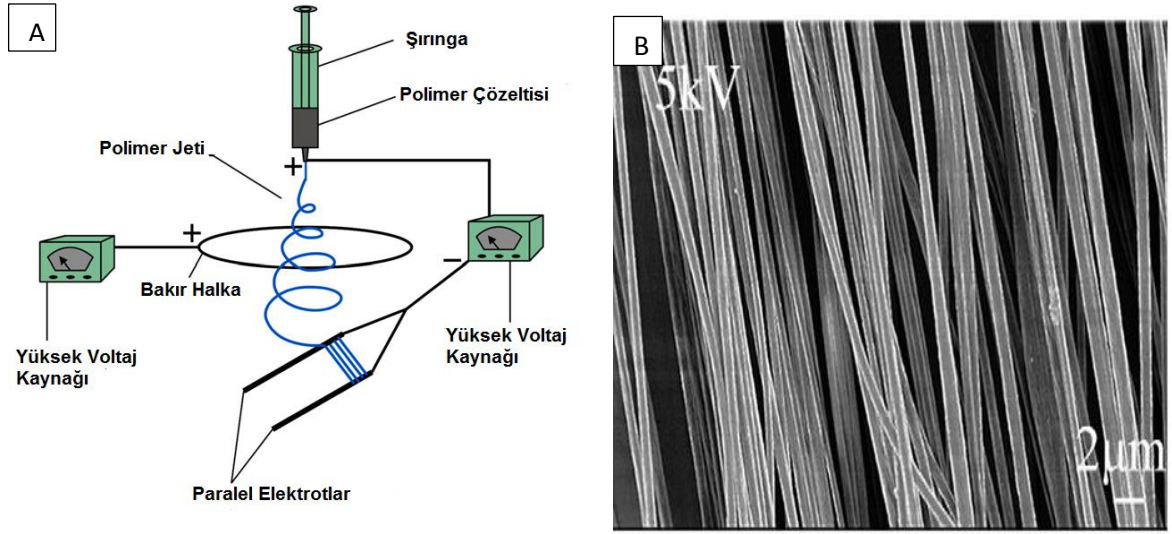 A
Şırınga
Polimer Çözeltisi
Polimer Jeti
+
+
Bakır Halka
−
Yüksek Voltaj
Kaynağı
Yüksek Voltaj
Kaynağı
Paralel Elektrotlar
B
5kV
2μm